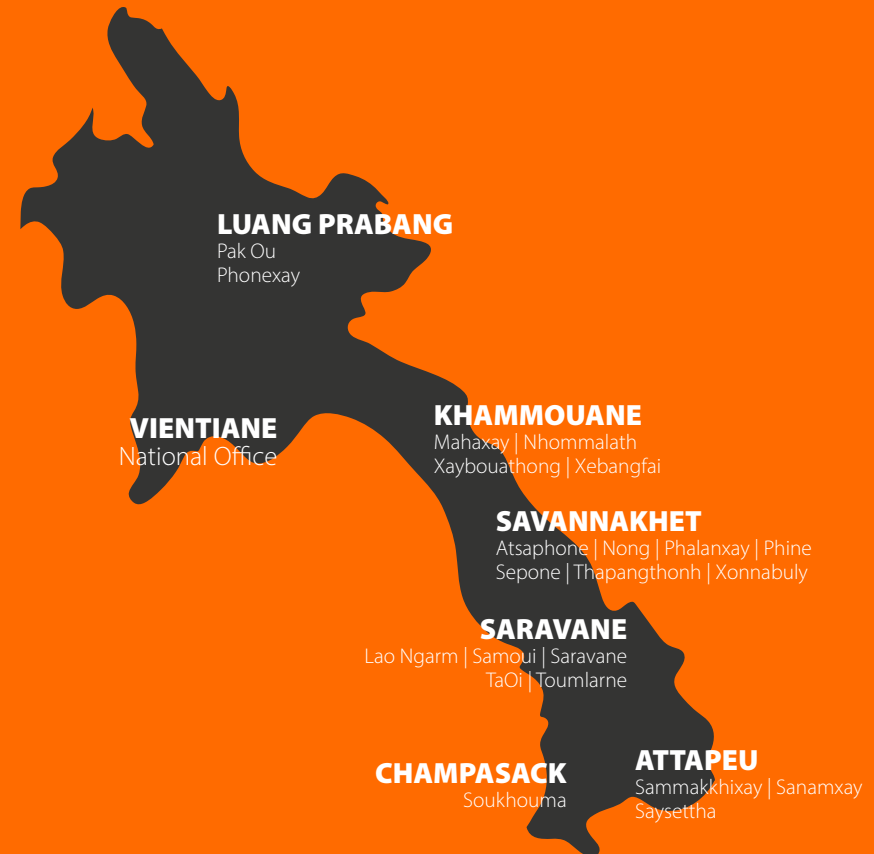 LUANG PRABANG
Pak Ou
Phonexay
VIENTIANE
National Office
KHAMMOUANE
Mahaxay | Nhommalath
Xaybouathong | Xebangfai
SAVANNAKHET
Atsaphone | Nong | Phalanxay | Phine
Sepone | Thapangthonh | Xonnabuly
SARAVANE
Lao Ngarm | Samoui | Saravane
TaOi | Toumlarne
CHAMPASACK
Soukhouma
ATTAPEU
Sammakkhixay | Sanamxay
Saysettha